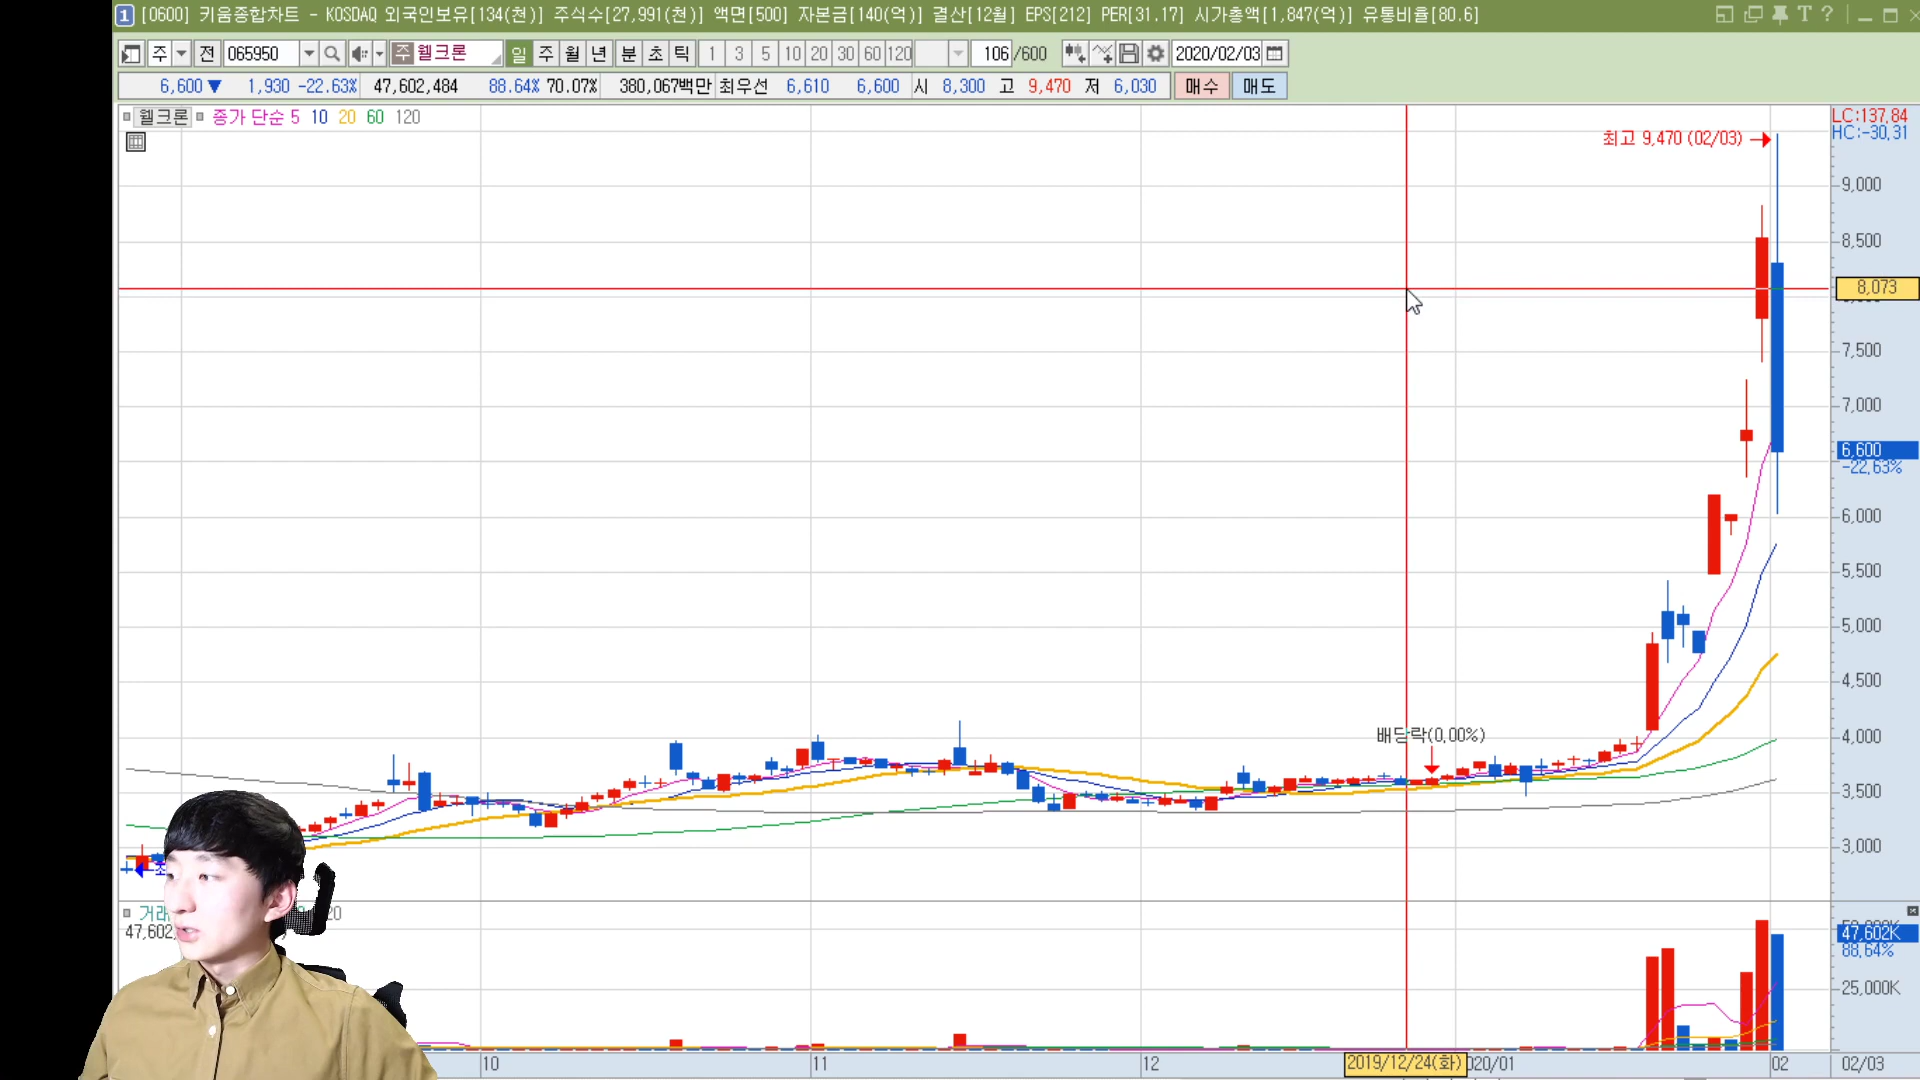 1 [0600] 키움종합차트 - KOSDAQ 외국인보유[134(천)] 주식수[27,991(천)] 액면[500] 자본금[140(억)] 결산[12월] EPS[212] PER[31.17] 시가총액[1,847(억)] 유통비율[80.6] T ?
주 전 065950 주 웰크론 일 주 월 년 분 초 틱 1 3 5 10 20 30 60 120 106 /600 2020/02/03
6,600 ▼ 1,930 -22.63% 47,602,484 88.64% 70.07% 380,067백만 최우선 6,610 6,600 시 8,300 고 9,470 저 6,030 매수 매도
웰크론 종가 단순 5 10 20 60 120
LC:137.84
HC:-30.31
최고 9,470 (02/03) →
9,000
8,500
8,073
7,500
7,000
6,600
-22.63%
6,000
5,500
5,000
4,500
4,000
배당락(0.00%)
3,500
3,000
47,602K
88.64%
25,000K
10 11 12 2019/12/24(화) 02 02/03